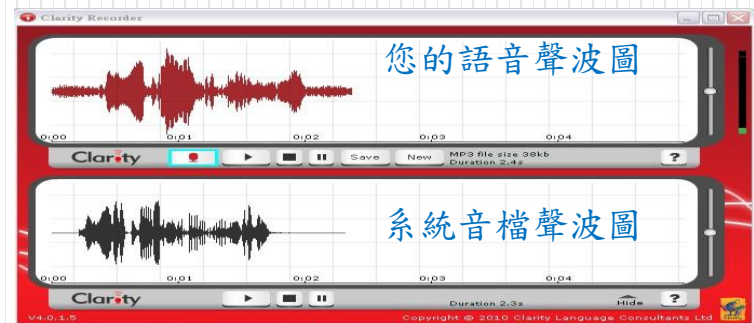 Clarity Recorder
您的語音聲波圖
0:00 0:01 0:02 0:03 0:04
Clarity Save New MP3 file size 38kb
Duration 2.4s ?
系統音檔聲波圖
0:00 0:01 0:02 0:03 0:04
Clarity Duration 2.3s Hide ?
V4.0.1.5 Copyright © 2010 Clarity Language Consultants Ltd